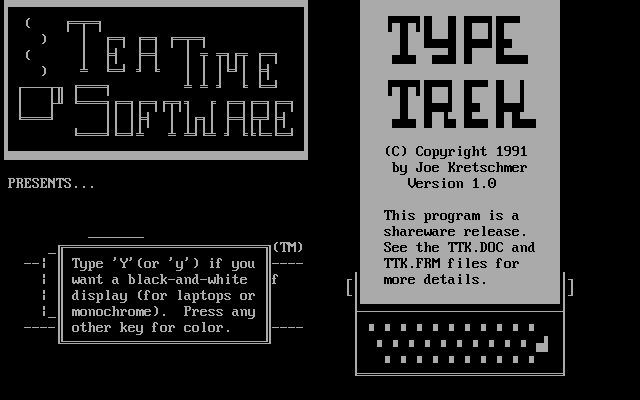 TEA TIME
SOFTWARE
PRESENTS...
(TM)
f
Type 'Y'(or 'y') if you
want a black-and-white
display (for laptops or
monochrome).  Press any
other key for color.
TYPE
TREK
(C) Copyright 1991
by Joe Kretschmer
Version 1.0
This program is a
shareware release.
See the TTK.DOC and
TTK.FRM files for
more details.